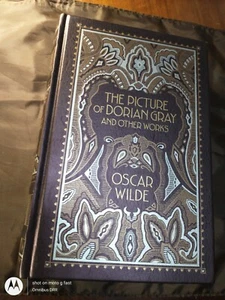 THE PICTURE
OF DORIAN GRAY
AND OTHER WORKS
OSCAR
WILDE
shot on moto g fast